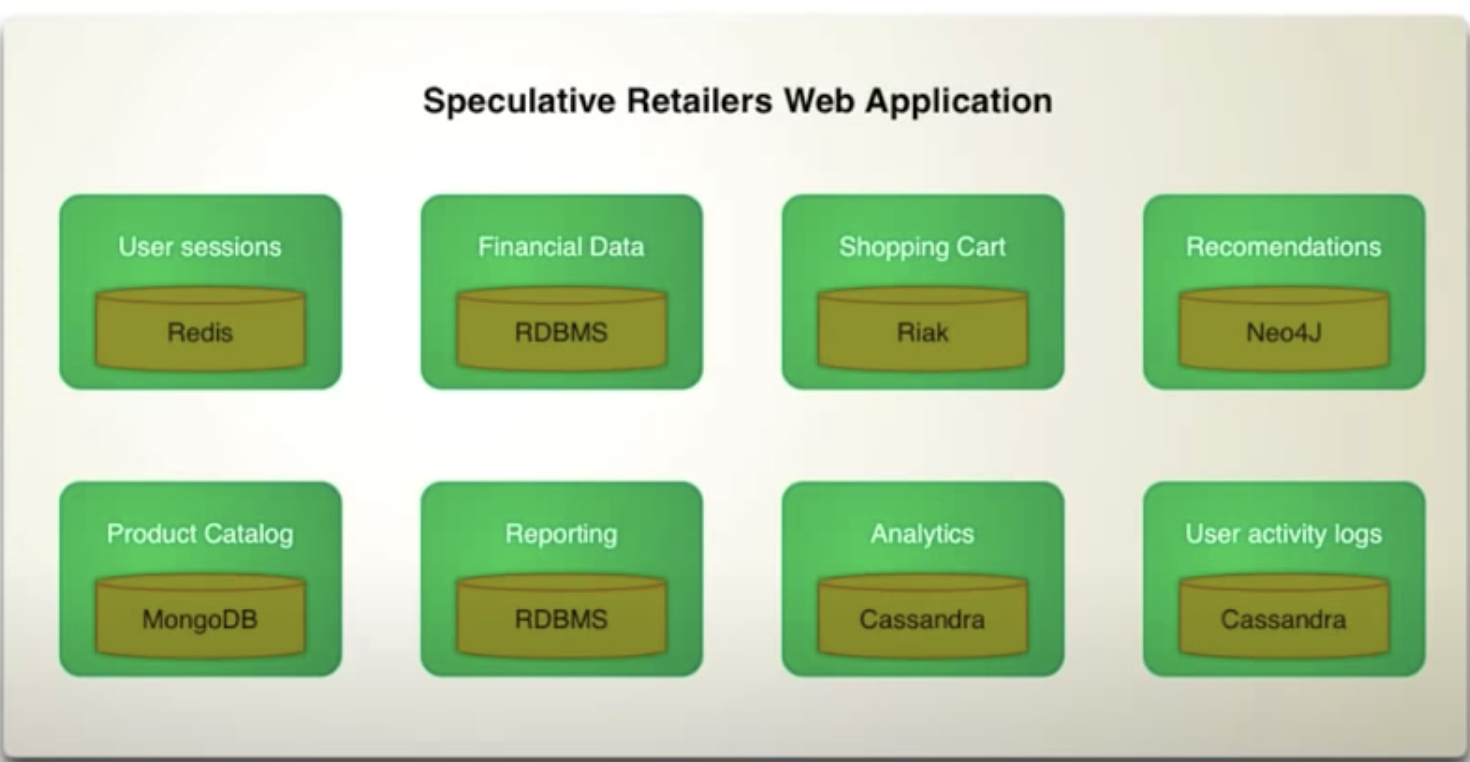 Speculative Retailers Web Application
User sessions
Redis
Financial Data
RDBMS
Shopping Cart
Riak
Recomendations
Neo4J
Product Catalog
MongoDB
Reporting
RDBMS
Analytics
Cassandra
User activity logs
Cassandra